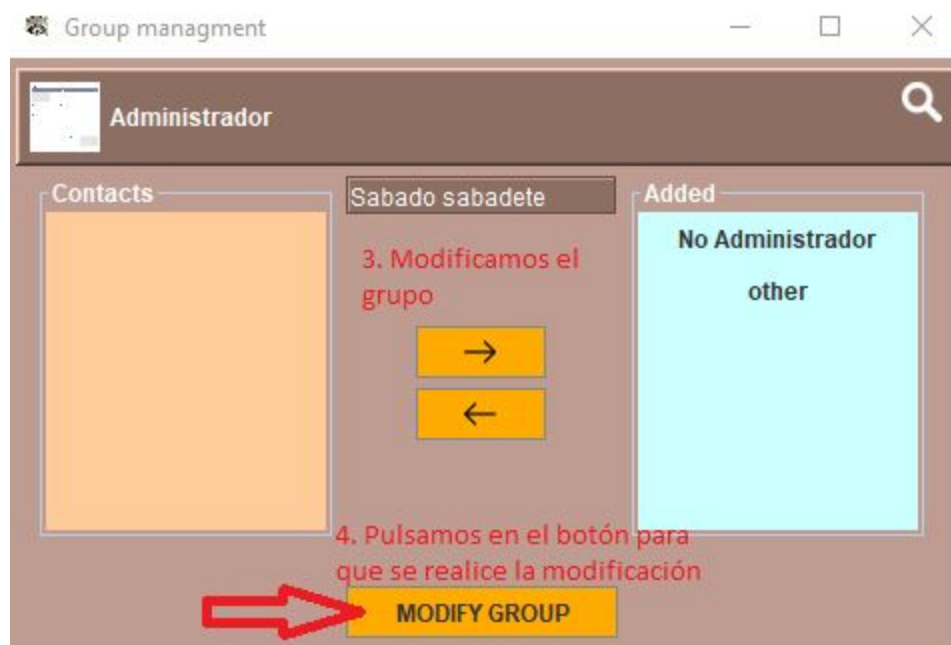 Group managment
Administrador
Contacts
Sabado sabadete
Added
No Administrador
other
3. Modificamos el
grupo
→
←
4. Pulsamos en el botón para
que se realice la modificación
MODIFY GROUP